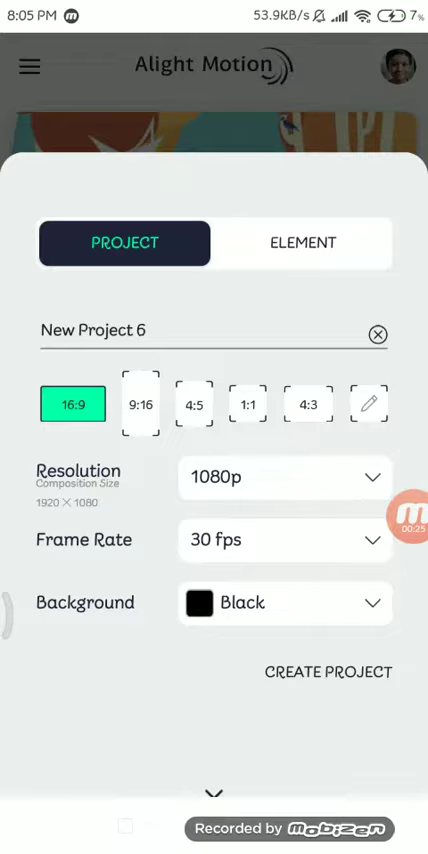 8:05 PM
53.9KB/s
7%
Alight Motion
PROJECT
ELEMENT
New Project 6
16:9
9:16
4:5
1:1
4:3
Resolution
Composition Size
1920 × 1080
1080p
00:25
Frame Rate
30 fps
Background
Black
CREATE PROJECT
Recorded by mobizen